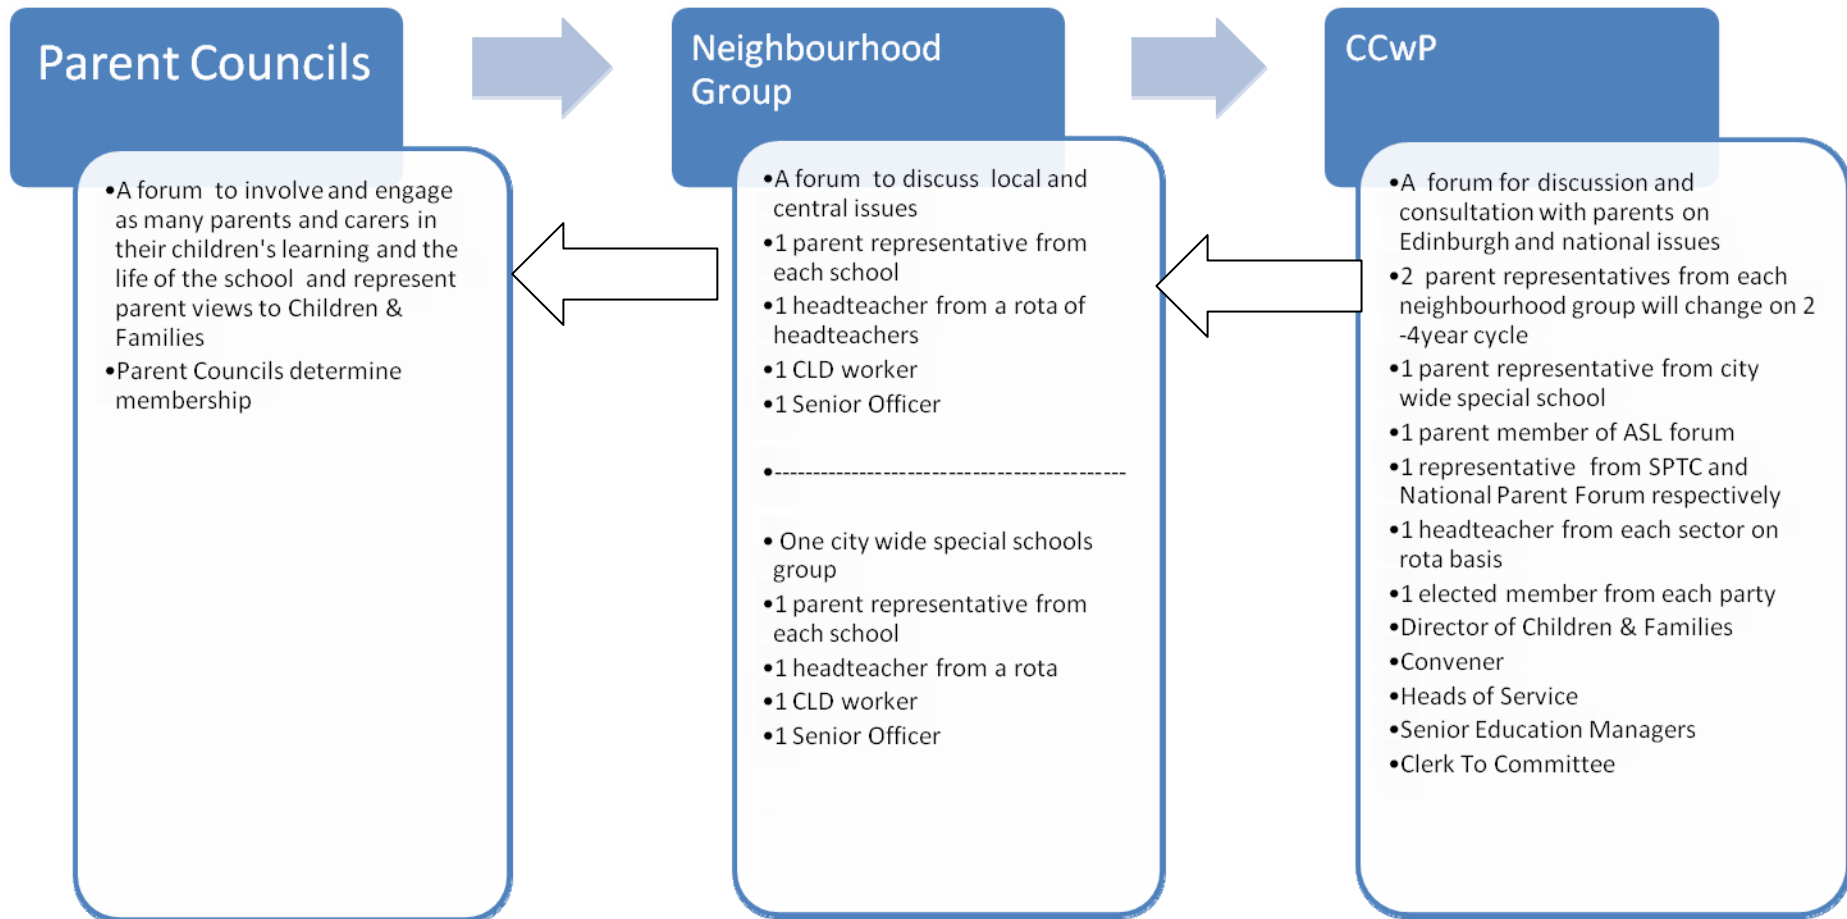 Parent Councils
•A forum to involve and engage
as many parents and carers in
their children's learning and the
life of the school and represent
parent views to Children &
Families
•Parent Councils determine
membership
Neighbourhood
Group
•A forum to discuss local and
central issues
•1 parent representative from
each school
•1 headteacher from a rota of
headteachers
•1 CLD worker
•1 Senior Officer
•---------------------------------------------
• One city wide special schools
group
•1 parent representative from
each school
•1 headteacher from a rota
•1 CLD worker
•1 Senior Officer
CCwP
•A forum for discussion and
consultation with parents on
Edinburgh and national issues
•2 parent representatives from each
neighbourhood group will change on 2
-4year cycle
•1 parent representative from city
wide special school
•1 parent member of ASL forum
•1 representative from SPTC and
National Parent Forum respectively
•1 headteacher from each sector on
rota basis
•1 elected member from each party
•Director of Children & Families
•Convener
•Heads of Service
•Senior Education Managers
•Clerk To Committee